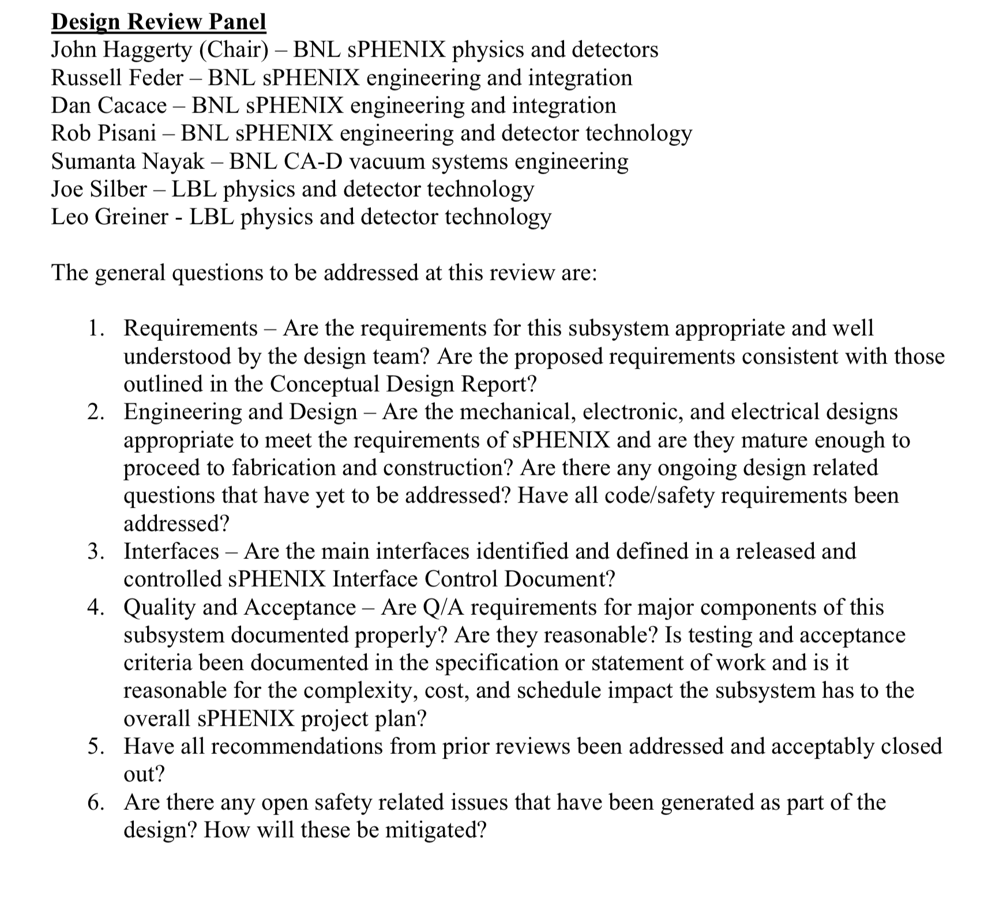 Design Review Panel
John Haggerty (Chair) – BNL sPHENIX physics and detectors
Russell Feder – BNL sPHENIX engineering and integration
Dan Cacace – BNL sPHENIX engineering and integration
Rob Pisani – BNL sPHENIX engineering and detector technology
Sumanta Nayak – BNL CA-D vacuum systems engineering
Joe Silber – LBL physics and detector technology
Leo Greiner - LBL physics and detector technology
The general questions to be addressed at this review are:
1. Requirements – Are the requirements for this subsystem appropriate and well
understood by the design team? Are the proposed requirements consistent with those
outlined in the Conceptual Design Report?
2. Engineering and Design – Are the mechanical, electronic, and electrical designs
appropriate to meet the requirements of sPHENIX and are they mature enough to
proceed to fabrication and construction? Are there any ongoing design related
questions that have yet to be addressed? Have all code/safety requirements been
addressed?
3. Interfaces – Are the main interfaces identified and defined in a released and
controlled sPHENIX Interface Control Document?
4. Quality and Acceptance – Are Q/A requirements for major components of this
subsystem documented properly? Are they reasonable? Is testing and acceptance
criteria been documented in the specification or statement of work and is it
reasonable for the complexity, cost, and schedule impact the subsystem has to the
overall sPHENIX project plan?
5. Have all recommendations from prior reviews been addressed and acceptably closed
out?
6. Are there any open safety related issues that have been generated as part of the
design? How will these be mitigated?